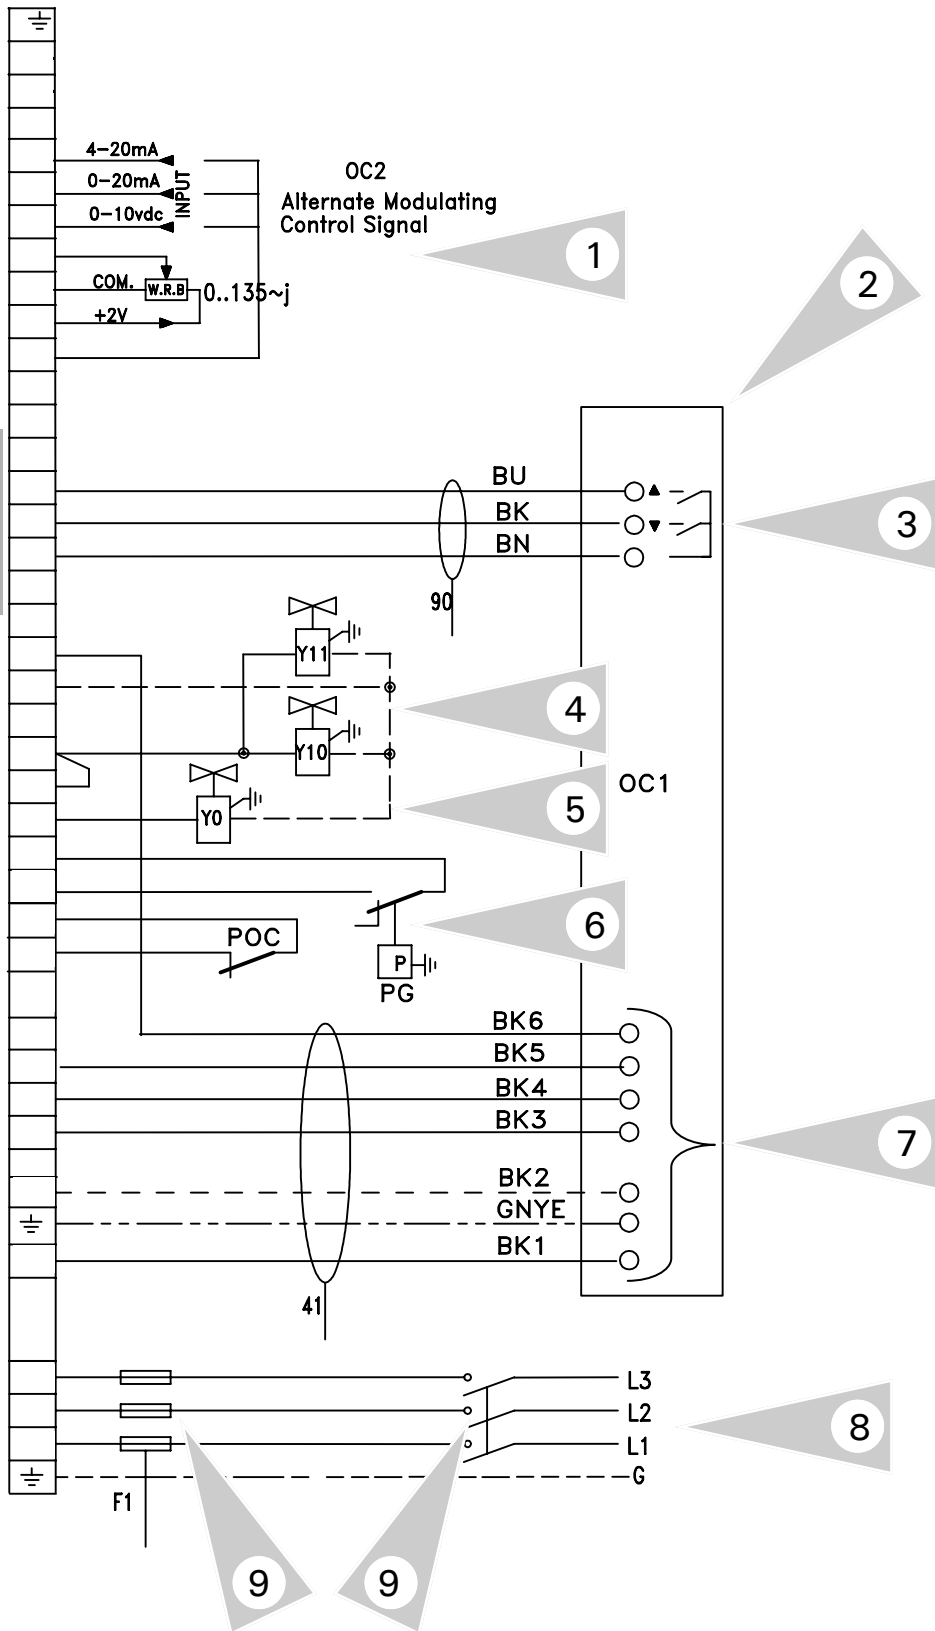 4-20mA
0-20mA
0-10vdc
INPUT
OC2
Alternate Modulating
Control Signal
1
COM.
W.R.B
0..135~j
+2V
2
BU
BK
BN
3
90
Y11
4
Y10
OC1
5
Y0
6
POC
P
PG
BK6
BK5
BK4
BK3
7
BK2
GNYE
BK1
41
L3
L2
8
L1
G
F1
9
9